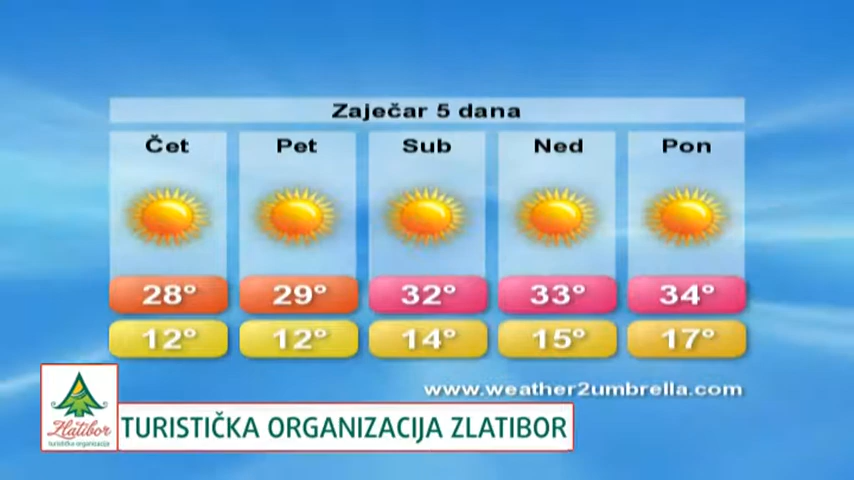 Zaječar 5 dana
Čet Pet Sub Ned Pon
28° 29° 32° 33° 34°
12° 12° 14° 15° 17°
www.weather2umbrella.com
Zlatibor
turistička organizacija
TURISTIČKA ORGANIZACIJA ZLATIBOR